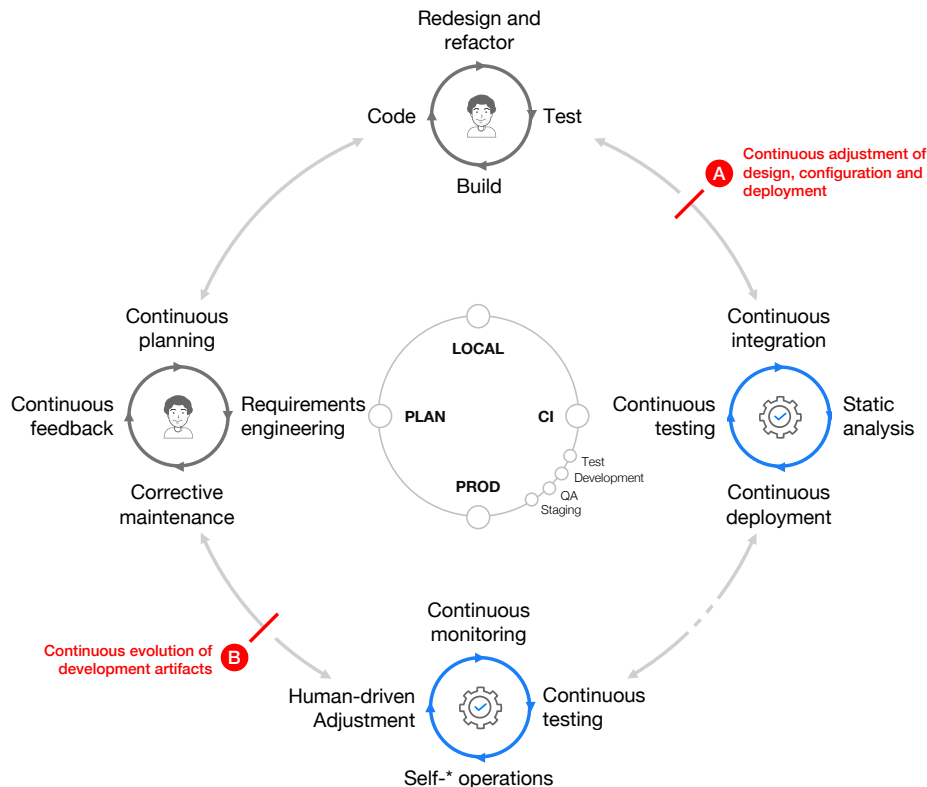 Redesign and
refactor
Code
Test
Build
A
Continuous adjustment of
design, configuration and
deployment
Continuous
planning
Continuous
feedback
Requirements
engineering
Corrective
maintenance
LOCAL
PLAN
CI
PROD
Test
Development
QA
Staging
Continuous
integration
Continuous
testing
Static
analysis
Continuous
deployment
Continuous evolution of
development artifacts
B
Continuous
monitoring
Human-driven
Adjustment
Continuous
testing
Self-* operations